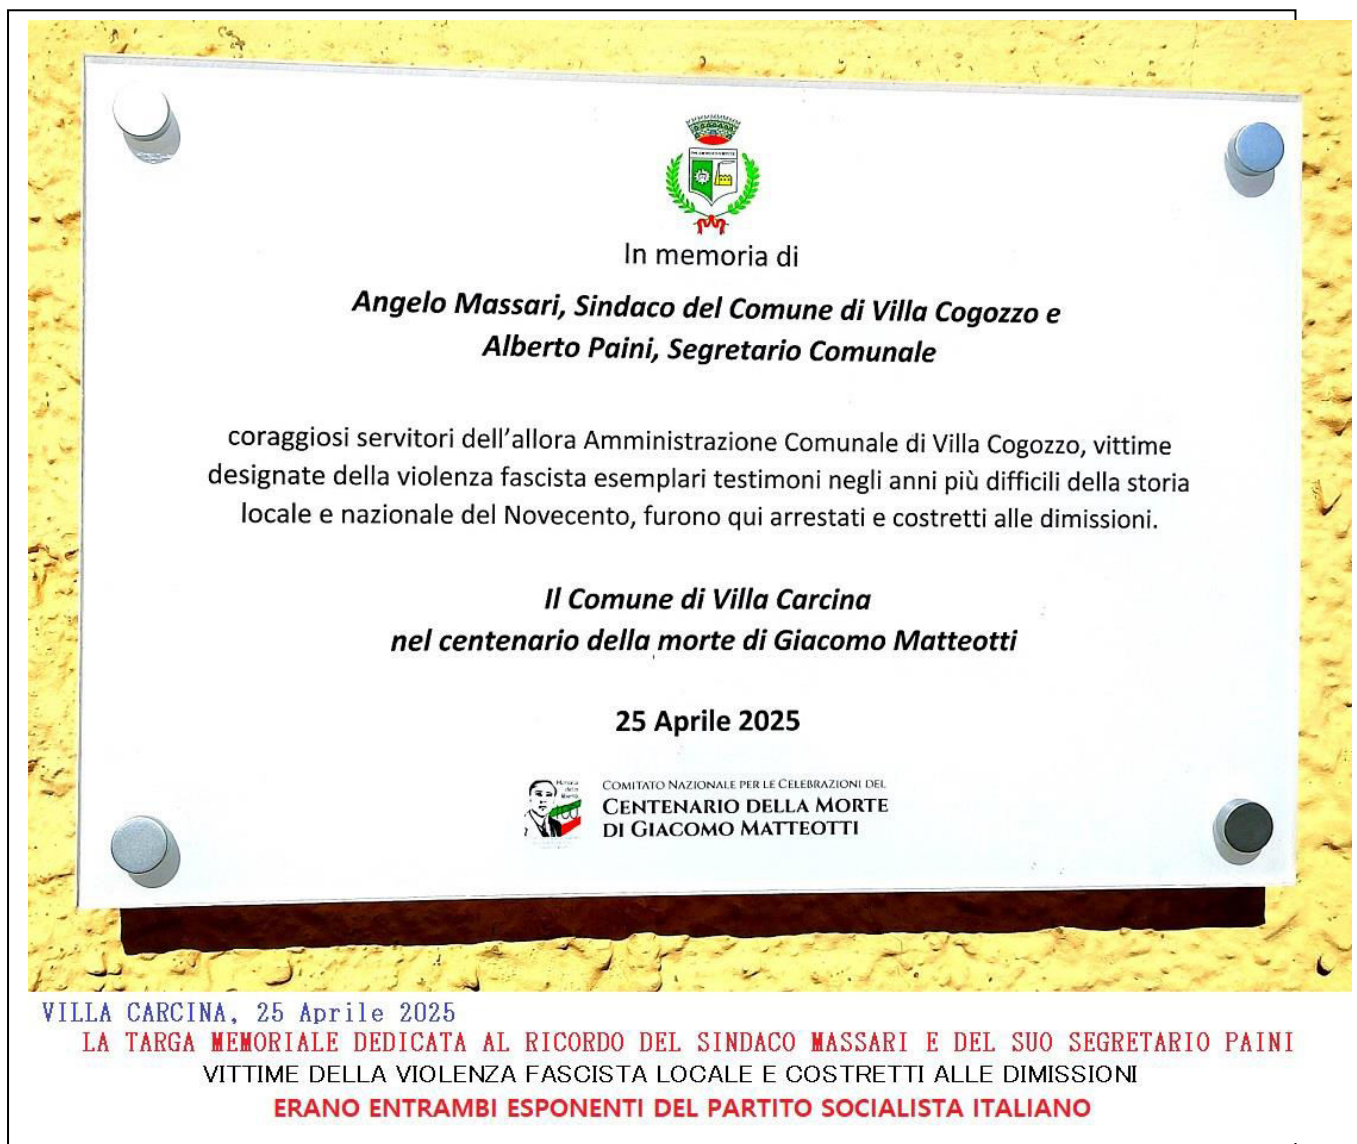 In memoria di
Angelo Massari, Sindaco del Comune di Villa Cogozzo e
Alberto Paini, Segretario Comunale
coraggiosi servitori dell'allora Amministrazione Comunale di Villa Cogozzo, vittime
designate della violenza fascista esemplari testimoni negli anni più difficili della storia
locale e nazionale del Novecento, furono qui arrestati e costretti alle dimissioni.
Il Comune di Villa Carcina
nel centenario della morte di Giacomo Matteotti
25 Aprile 2025
100
COMITATO NAZIONALE PER LE CELEBRAZIONI DEL
CENTENARIO DELLA MORTE
DI GIACOMO MATTEOTTI
VILLA CARCINA, 25 Aprile 2025
LA TARGA MEMORIALE DEDICATA AL RICORDO DEL SINDACO MASSARI E DEL SUO SEGRETARIO PAINI
VITTIME DELLA VIOLENZA FASCISTA LOCALE E COSTRETTI ALLE DIMISSIONI
ERANO ENTRAMBI ESPONENTI DEL PARTITO SOCIALISTA ITALIANO